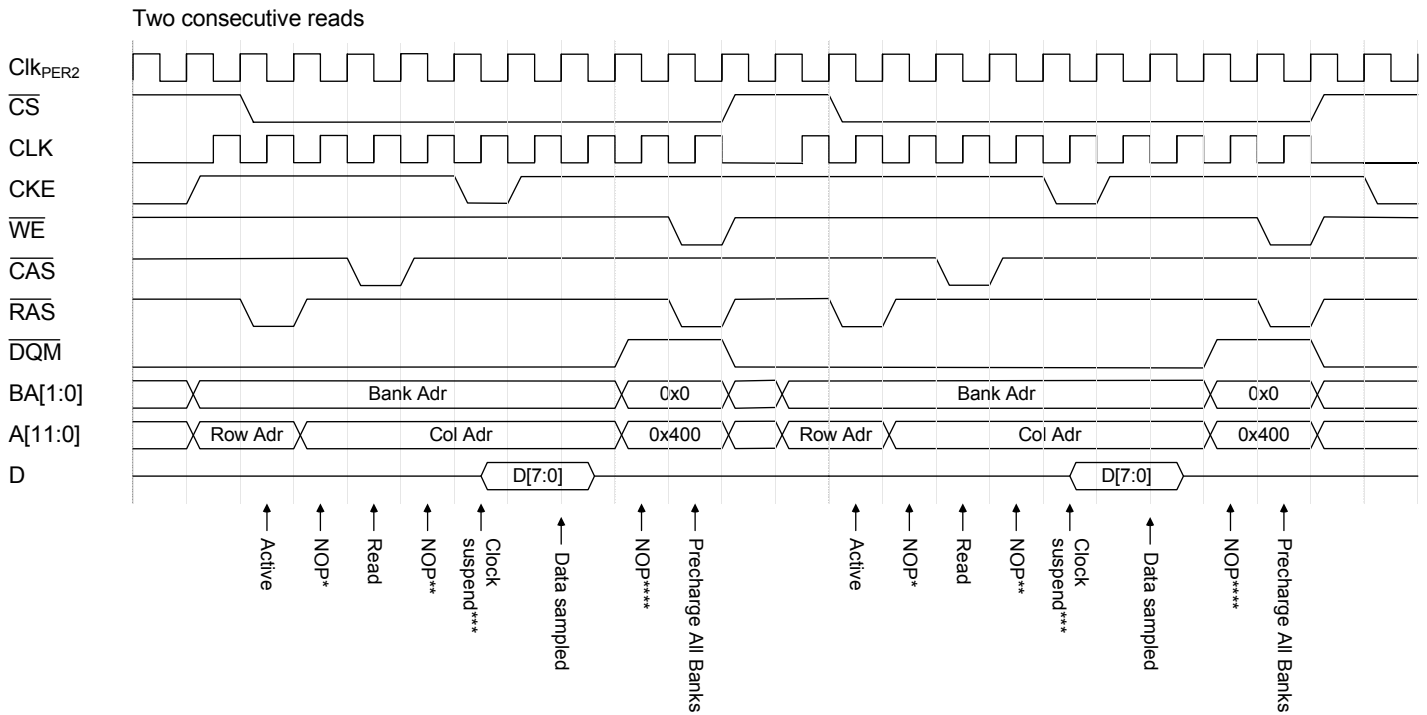 Two consecutive reads
ClkPER2
CS
CLK
CKE
WE
CAS
RAS
DQM
BA[1:0] Bank Adr 0x0 Bank Adr 0x0
A[11:0] Row Adr Col Adr 0x400 Row Adr Col Adr 0x400
D D[7:0] D[7:0]
Active
NOP*
Read
NOP**
Clock
suspend***
Data sampled
NOP****
Precharge All Banks
Active
NOP*
Read
NOP**
Clock
suspend***
Data sampled
NOP****
Precharge All Banks